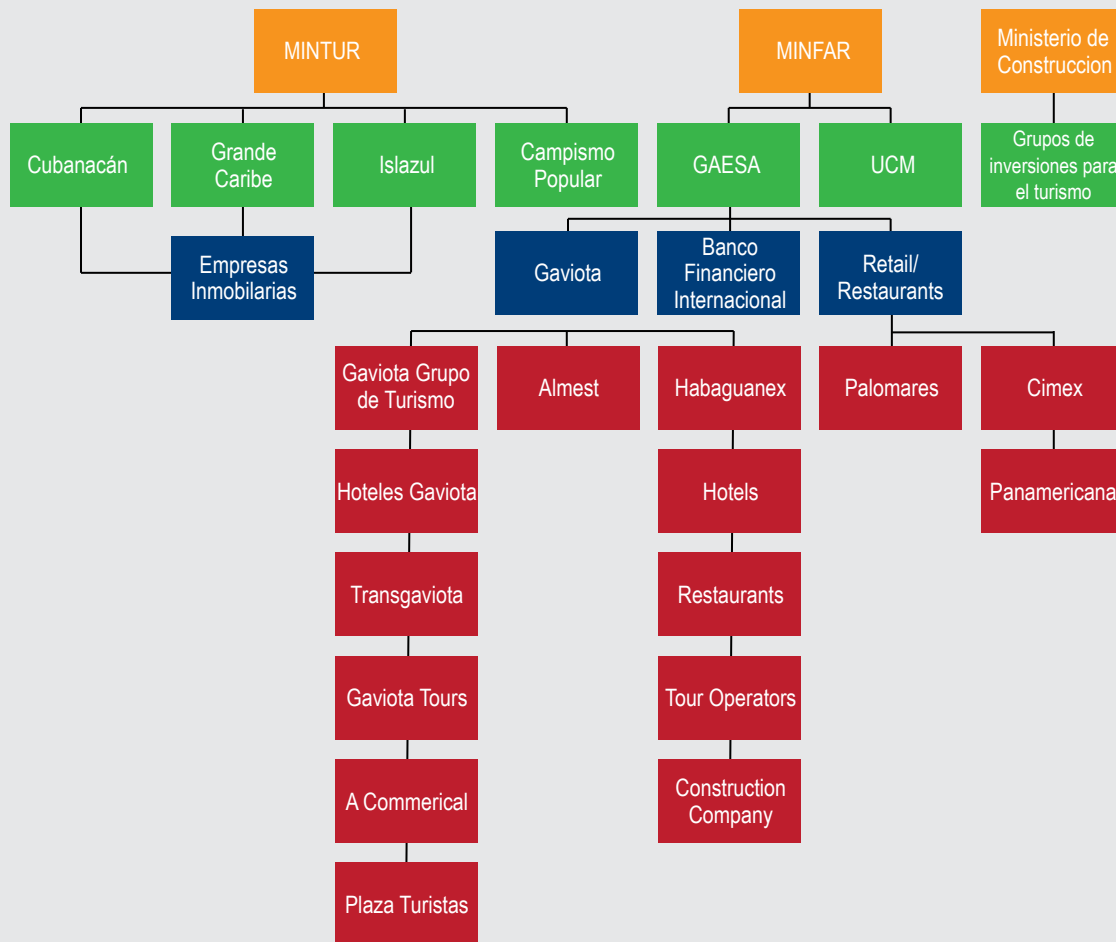 MINTUR
MINFAR
Ministerio de
Construccion
Cubanacán
Grande
Caribe
Islazul
Campismo
Popular
GAESA
UCM
Grupos de
inversiones para
el turismo
Empresas
Inmobilarias
Gaviota
Banco
Financiero
Internacional
Retail/
Restaurants
Gaviota Grupo
de Turismo
Almest
Habaguanex
Palomares
Cimex
Hoteles Gaviota
Hotels
Panamericana
Transgaviota
Restaurants
Gaviota Tours
Tour Operators
A Commerical
Construction
Company
Plaza Turistas